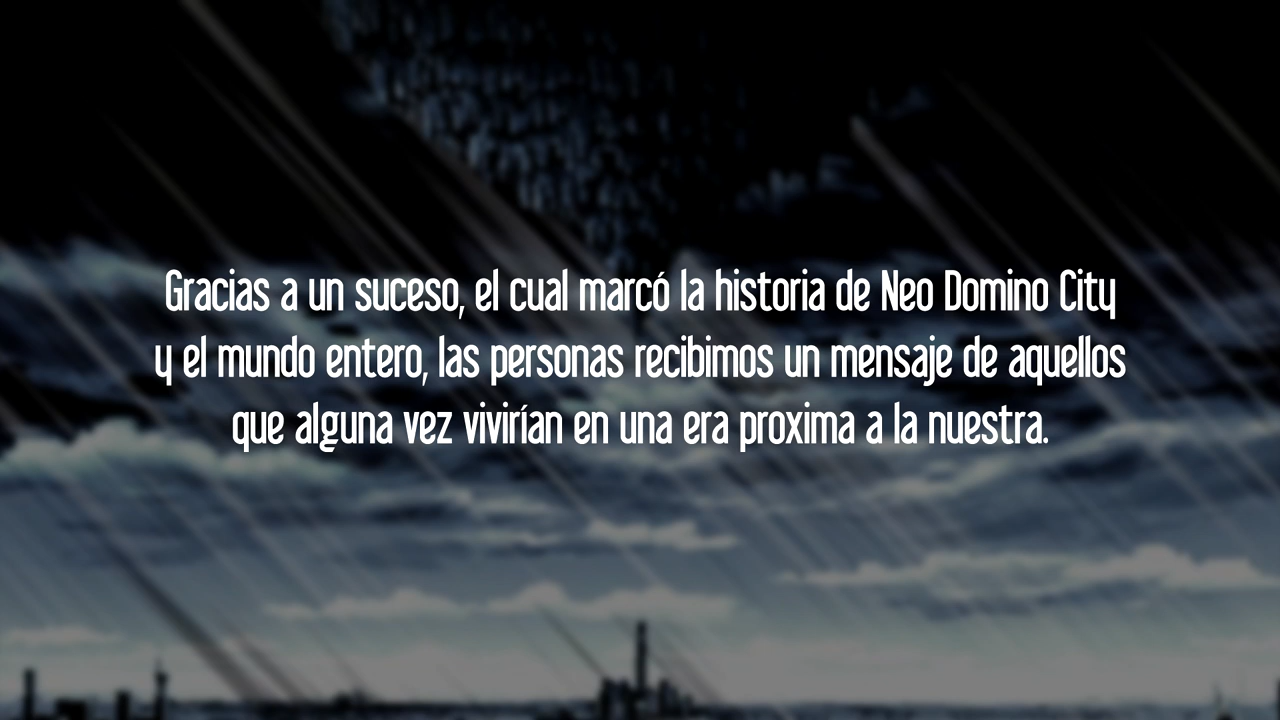 Gracias a un suceso, el cual marcó la historia de Neo Domino City
y el mundo entero, las personas recibimos un mensaje de aquellos
que alguna vez vivirían en una era proxima a la nuestra.